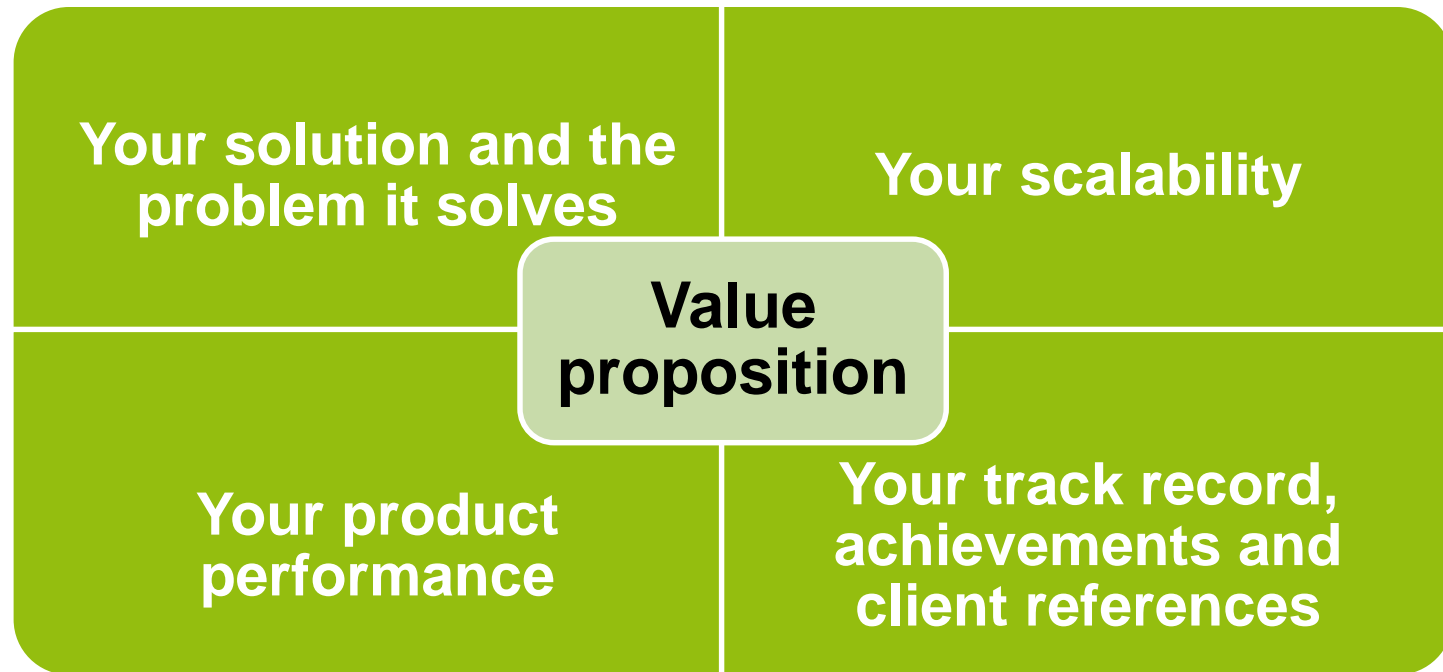 Your solution and the
problem it solves
Your scalability
Value
proposition
Your product
performance
Your track record,
achievements and
client references